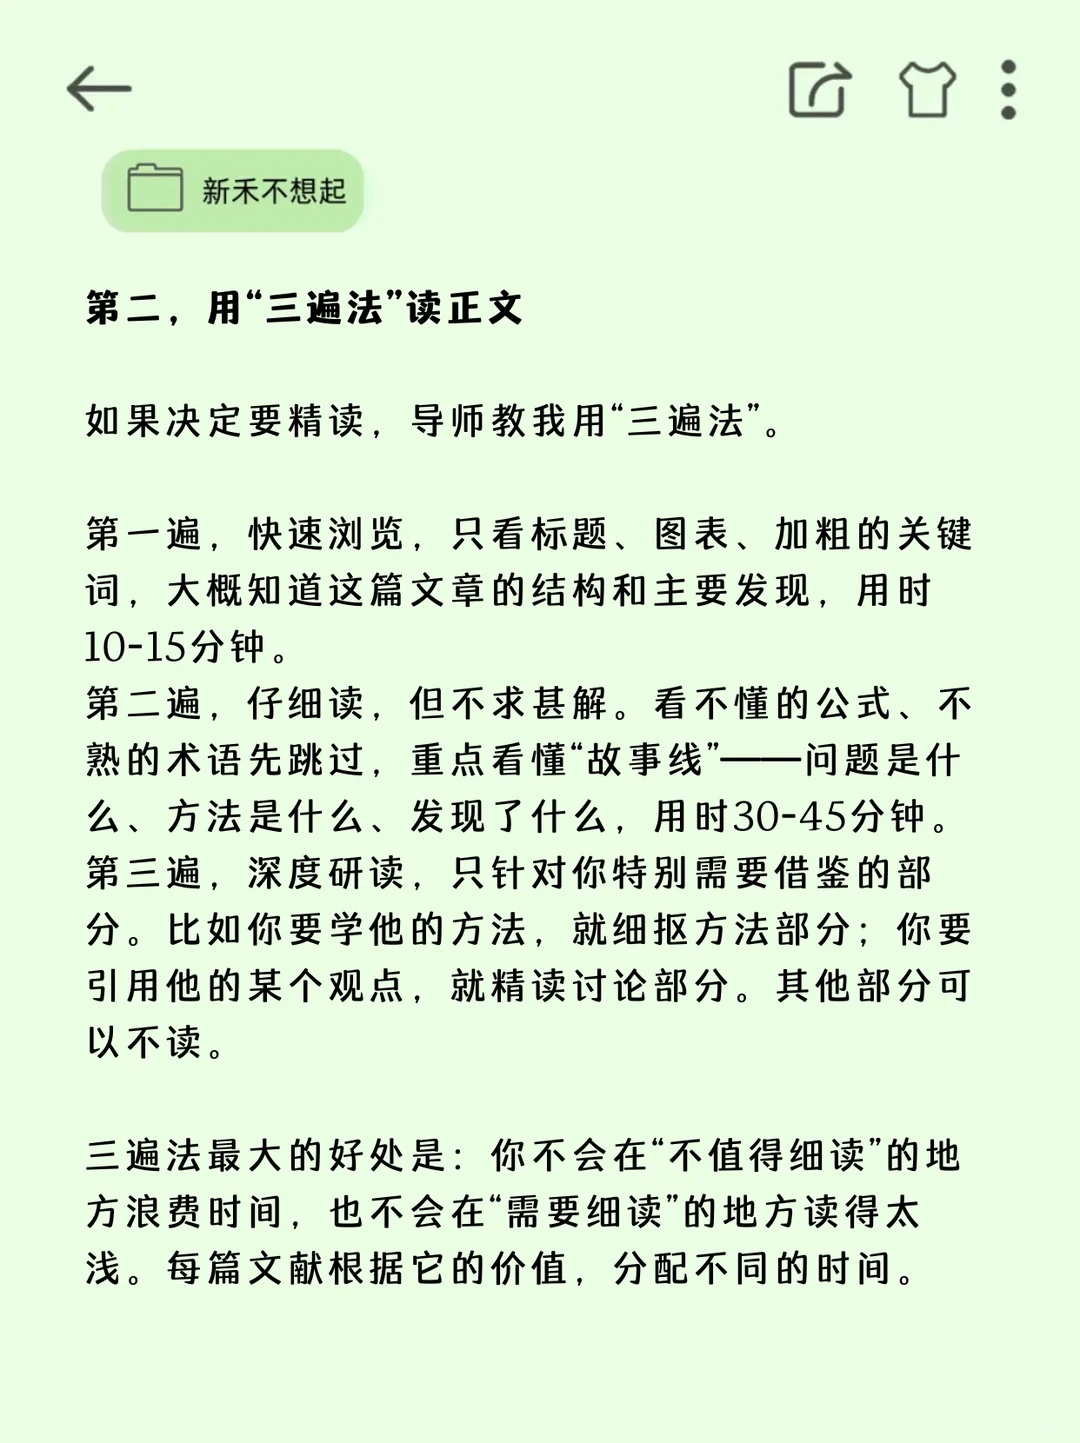 新禾不想起
第二，用“三遍法”读正文
如果决定要精读，导师教我用“三遍法”。
第一遍，快速浏览，只看标题、图表、加粗的关键
词，大概知道这篇文章的结构和主要发现，用时
10-15分钟。
第二遍，仔细读，但不求甚解。看不懂的公式、不
熟的术语先跳过，重点看懂“故事线”——问题是什
么、方法是什么、发现了什么，用时30-45分钟。
第三遍，深度研读，只针对你特别需要借鉴的部
分。比如你要学他的方法，就细抠方法部分；你要
引用他的某个观点，就精读讨论部分。其他部分可
以不读。
三遍法最大的好处是：你不会在“不值得细读”的地
方浪费时间，也不会在“需要细读”的地方读得太
浅。每篇文献根据它的价值，分配不同的时间。